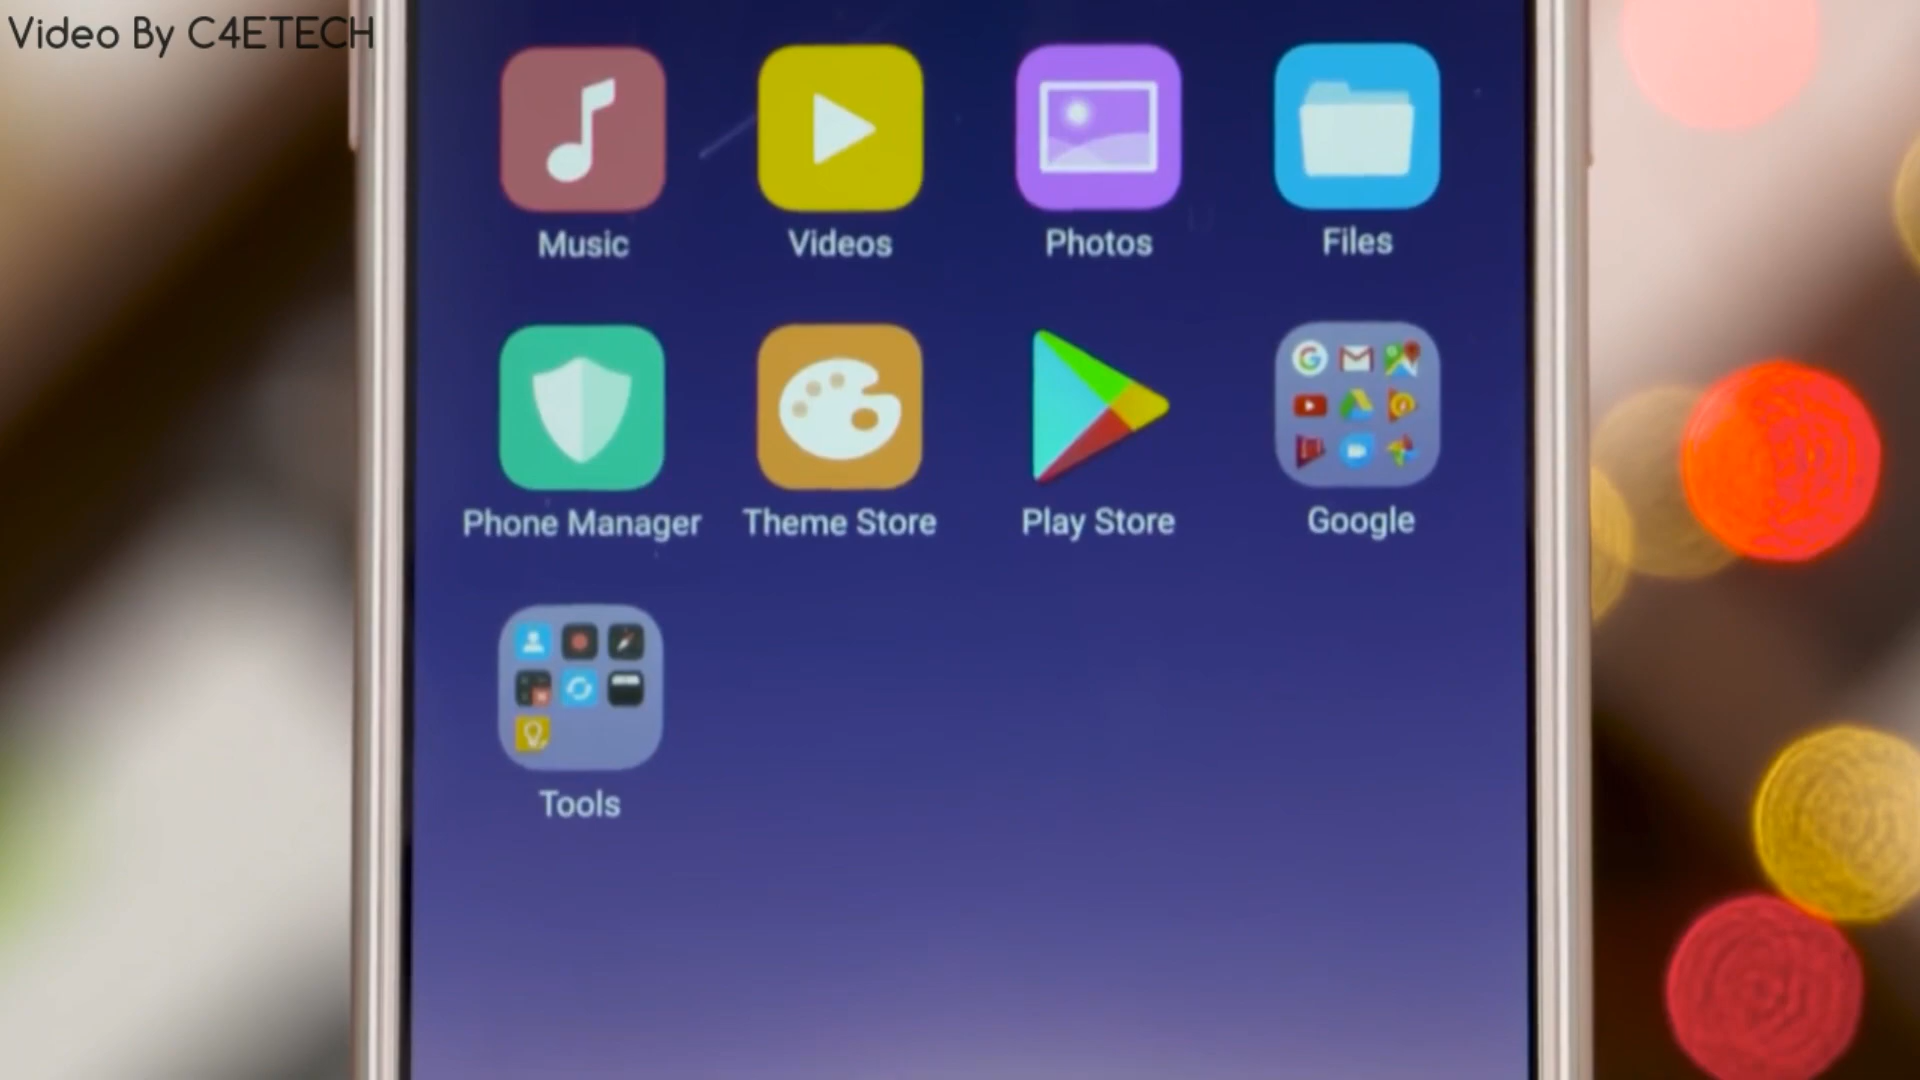 Video By C4ETECH
Music
Videos
Photos
Files
Phone Manager
Theme Store
Play Store
Google
Tools